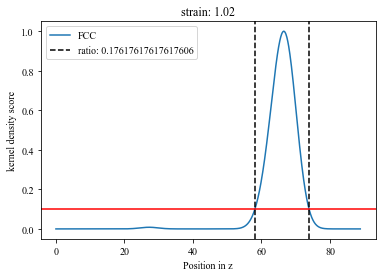 strain: 1.02
FCC
ratio: 0.17617617617617606
kernel density score
1.0
0.8
0.6
0.4
0.2
0.0
0 20 40 60 80
Position in z